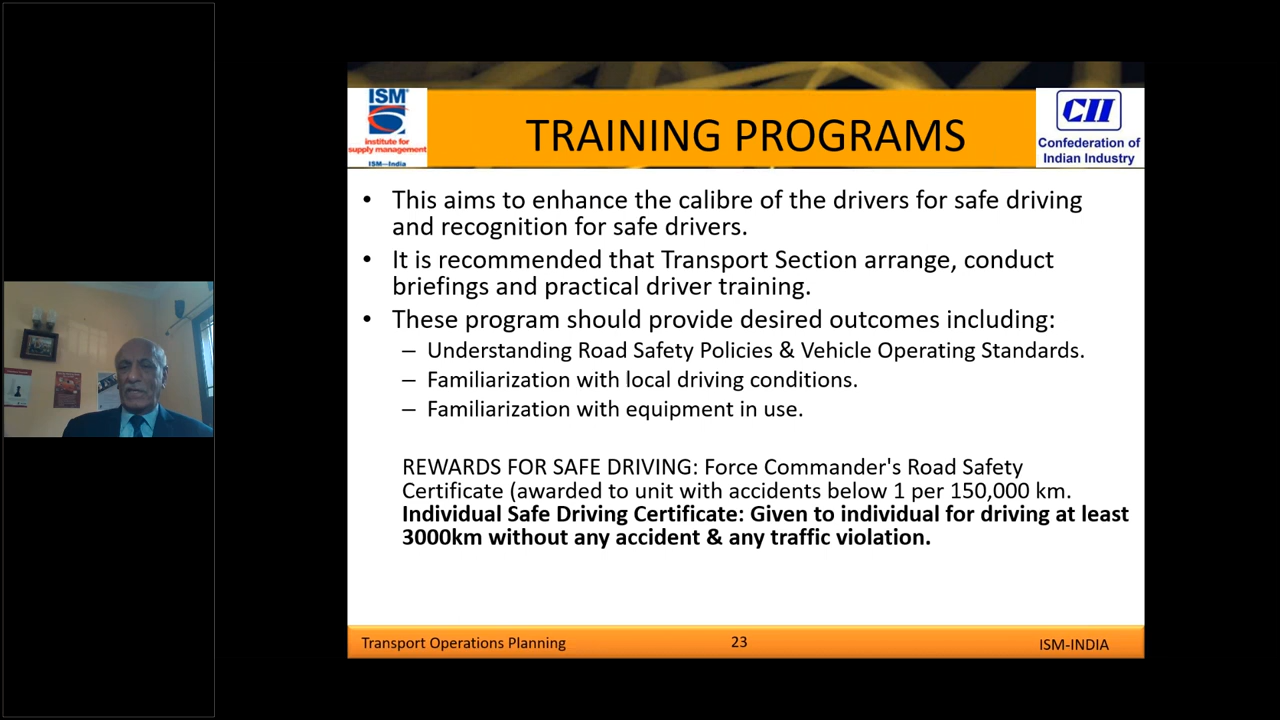 ISM
institute for
supply management
ISM—India
TRAINING PROGRAMS
CII
Confederation of
Indian Industry
• This aims to enhance the calibre of the drivers for safe driving
and recognition for safe drivers.
• It is recommended that Transport Section arrange, conduct
briefings and practical driver training.
• These program should provide desired outcomes including:
– Understanding Road Safety Policies & Vehicle Operating Standards.
– Familiarization with local driving conditions.
– Familiarization with equipment in use.
REWARDS FOR SAFE DRIVING: Force Commander's Road Safety
Certificate (awarded to unit with accidents below 1 per 150,000 km.
Individual Safe Driving Certificate: Given to individual for driving at least
3000km without any accident & any traffic violation.
Transport Operations Planning
23
ISM-INDIA